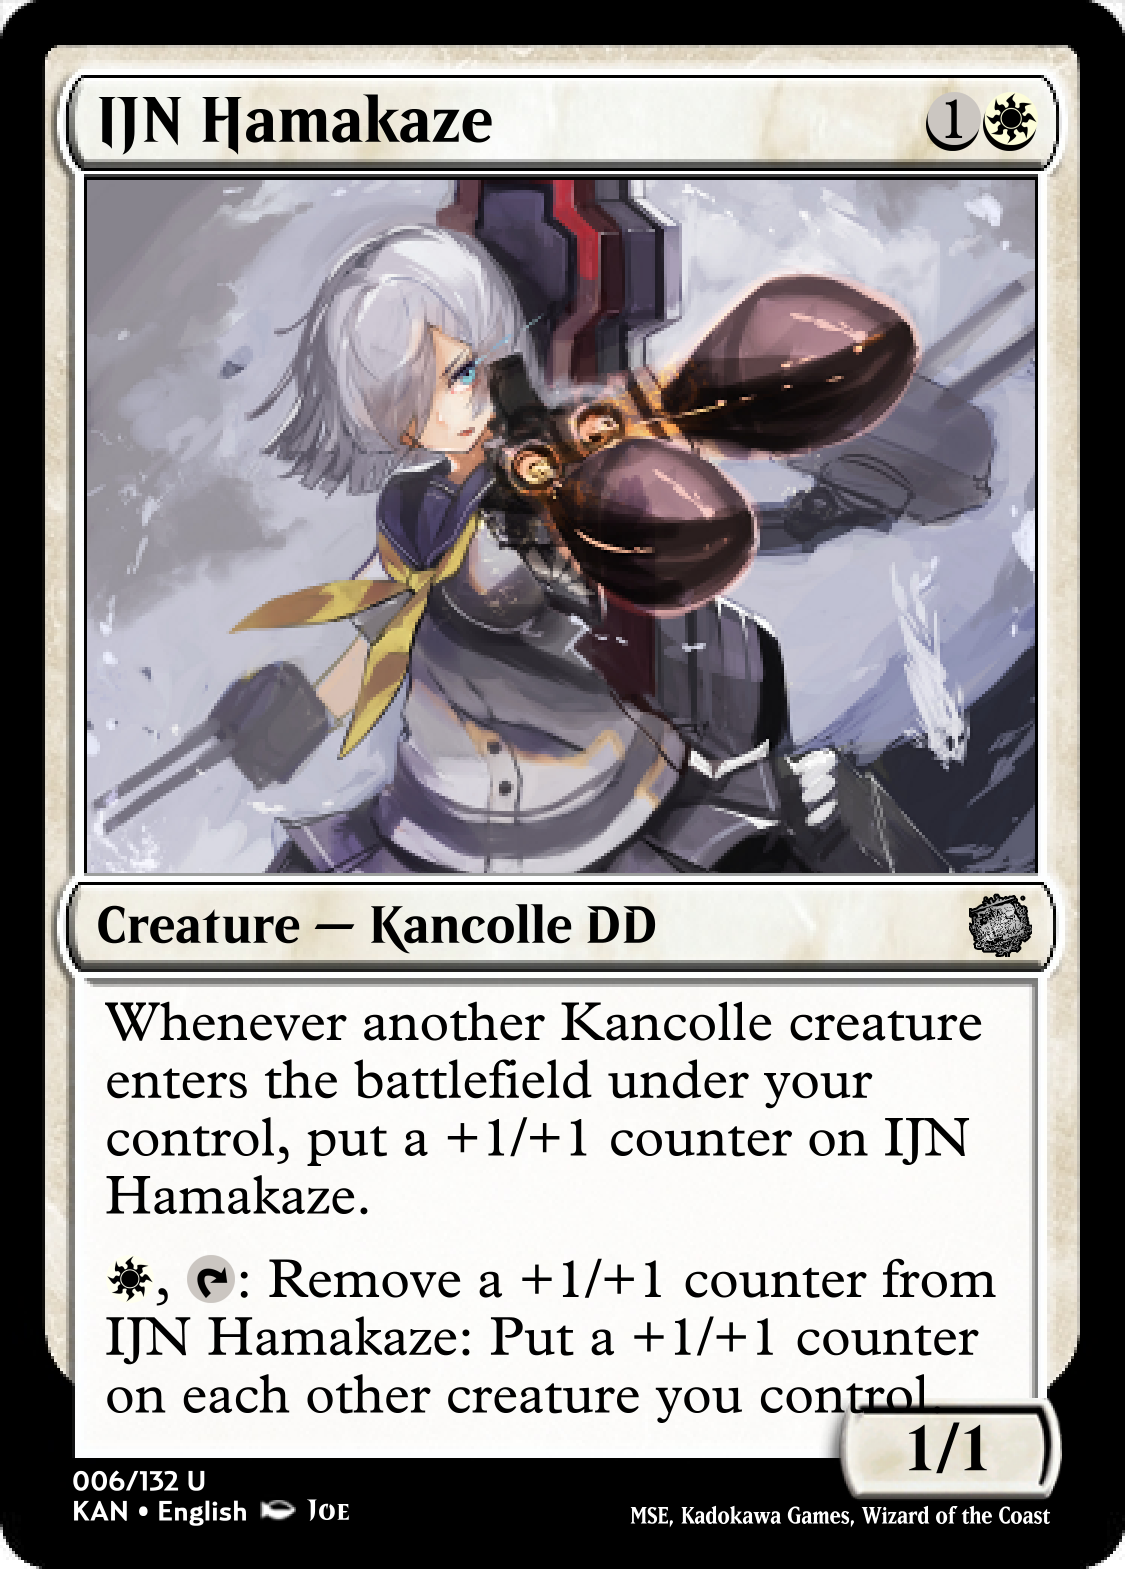 IJN Hamakaze 1
Creature — Kancolle DD
Whenever another Kancolle creature
enters the battlefield under your
control, put a +1/+1 counter on IJN
Hamakaze.
, : Remove a +1/+1 counter from
IJN Hamakaze: Put a +1/+1 counter
on each other creature you control.
1/1
006/132 U
KAN • English JOE
MSE, Kadokawa Games, Wizard of the Coast